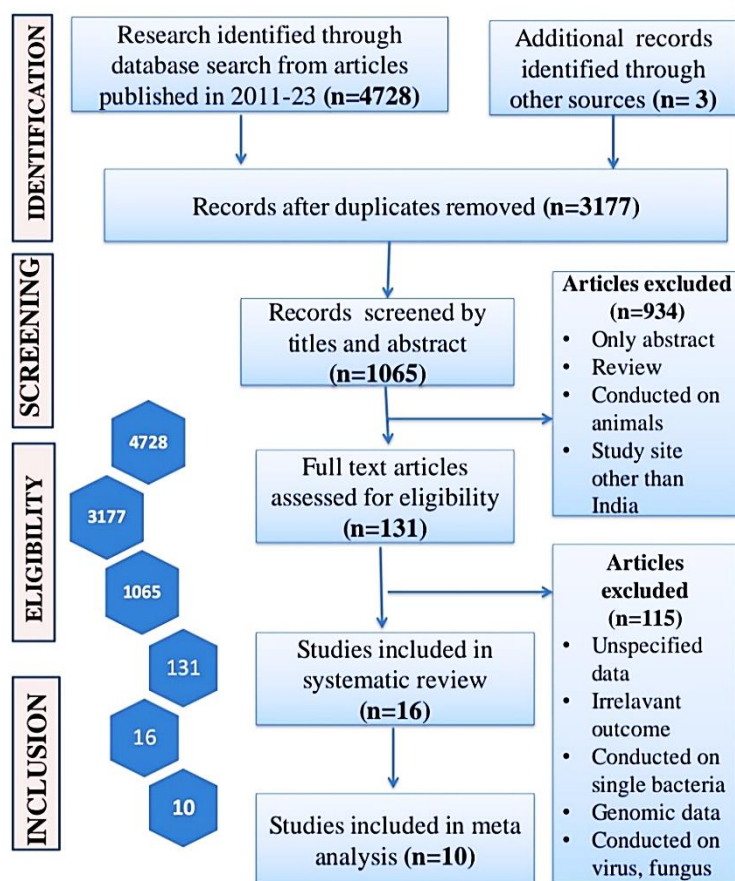 IDENTIFICATION
Research identified through
database search from articles
published in 2011-23 (n=4728)
Additional records
identified through
other sources (n= 3)
Records after duplicates removed (n=3177)
SCREENING
Records screened by
titles and abstract
(n=1065)
Articles excluded
(n=934)
• Only abstract
• Review
• Conducted on
animals
• Study site
other than
India
ELIGIBILITY
4728
3177
1065
131
16
10
Full text articles
assessed for eligibility
(n=131)
Articles
excluded
(n=115)
• Unspecified
data
• Irrelavant
outcome
• Conducted on
single bacteria
• Genomic data
• Conducted on
virus, fungus
INCLUSION
Studies included in
systematic review
(n=16)
Studies included in meta
analysis (n=10)